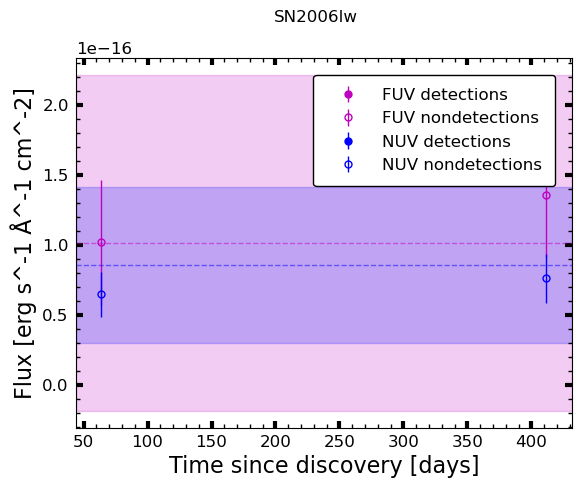 SN2006lw
1e−16
Flux [erg s^-1 Å^-1 cm^-2]
2.0
1.5
1.0
0.5
0.0
FUV detections
FUV nondetections
NUV detections
NUV nondetections
50 100 150 200 250 300 350 400
Time since discovery [days]